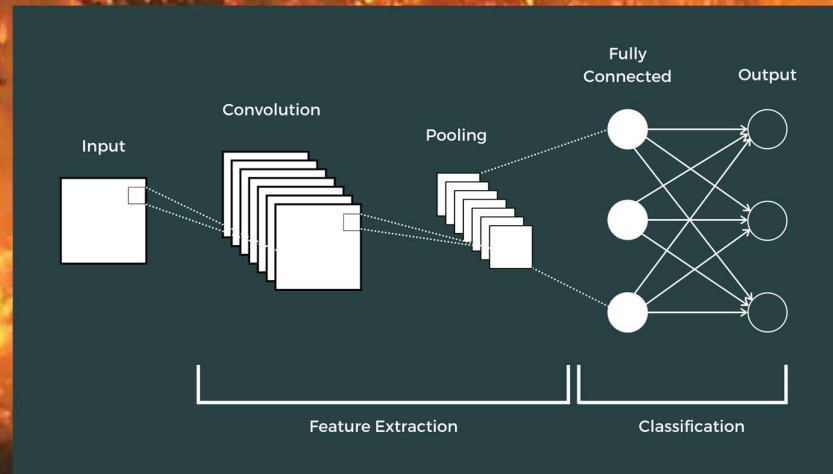 Input
Convolution
Pooling
Fully
Connected
Output
Feature Extraction
Classification